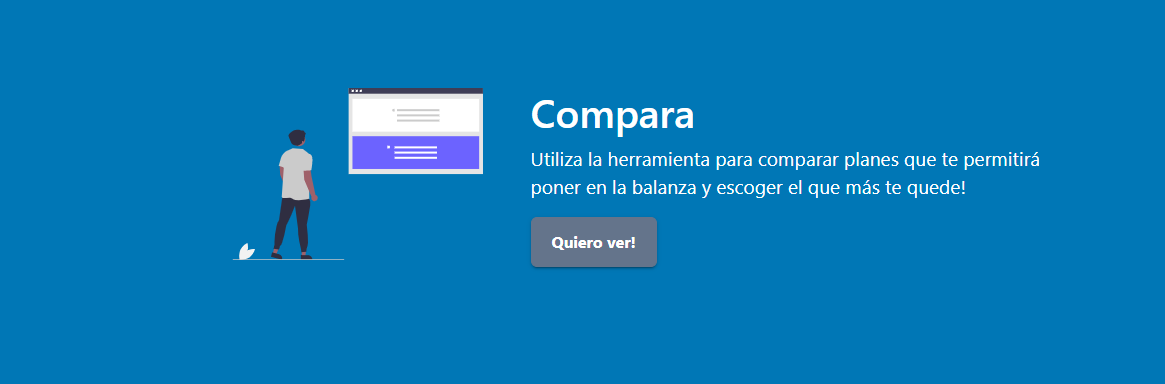 Compara
Utiliza la herramienta para comparar planes que te permitirá
poner en la balanza y escoger el que más te quede!
Quiero ver!